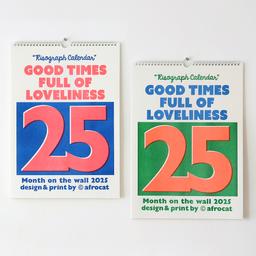 "Risograph Calendar"
GOOD TIMES
FULL OF
LOVELINESS
25
Month on the wall 2025
design & print by © afrocat
"Risograph Calendar"
GOOD TIMES
FULL OF
LOVELINESS
25
Month on the wall 2025
design & print by © afrocat